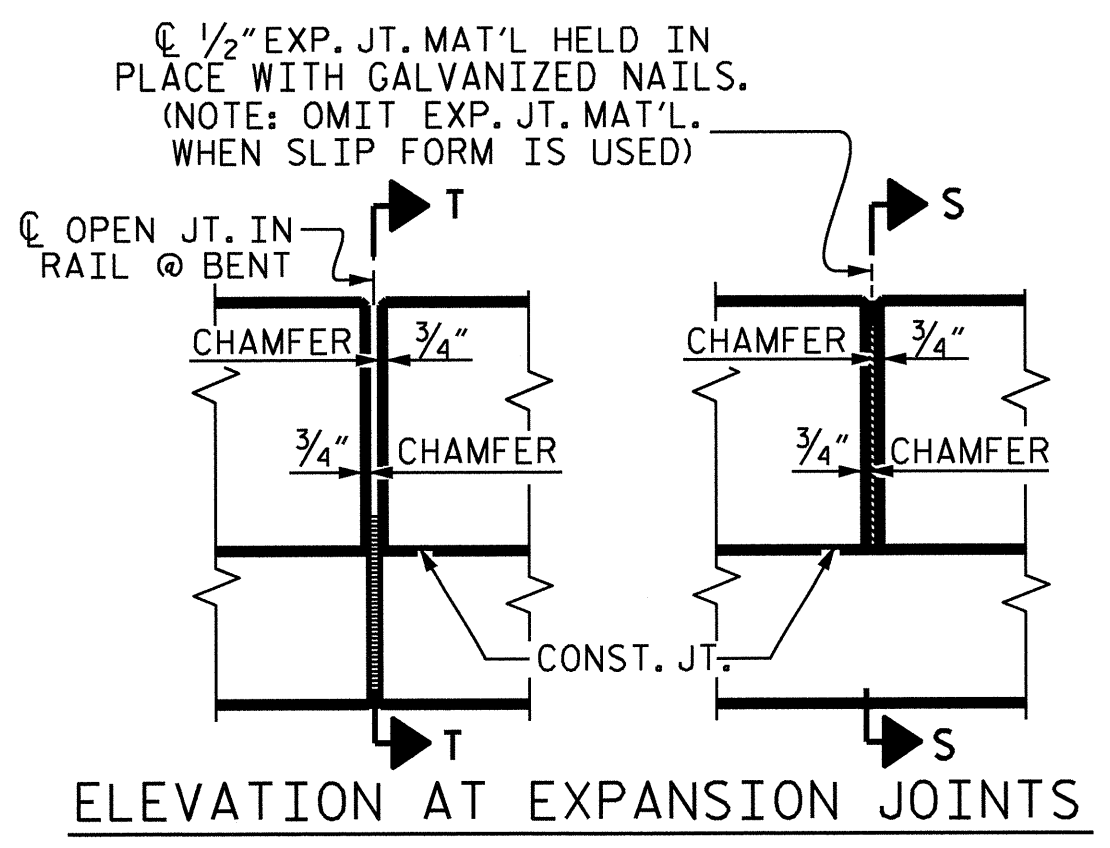 ℄ 1/2" EXP. JT. MAT'L HELD IN
PLACE WITH GALVANIZED NAILS.
(NOTE: OMIT EXP. JT. MAT'L.
WHEN SLIP FORM IS USED)
T
S
℄ OPEN JT. IN
RAIL @ BENT
CHAMFER 3/4"
CHAMFER 3/4"
3/4" CHAMFER
3/4" CHAMFER
CONST. JT.
T
S
ELEVATION AT EXPANSION JOINTS